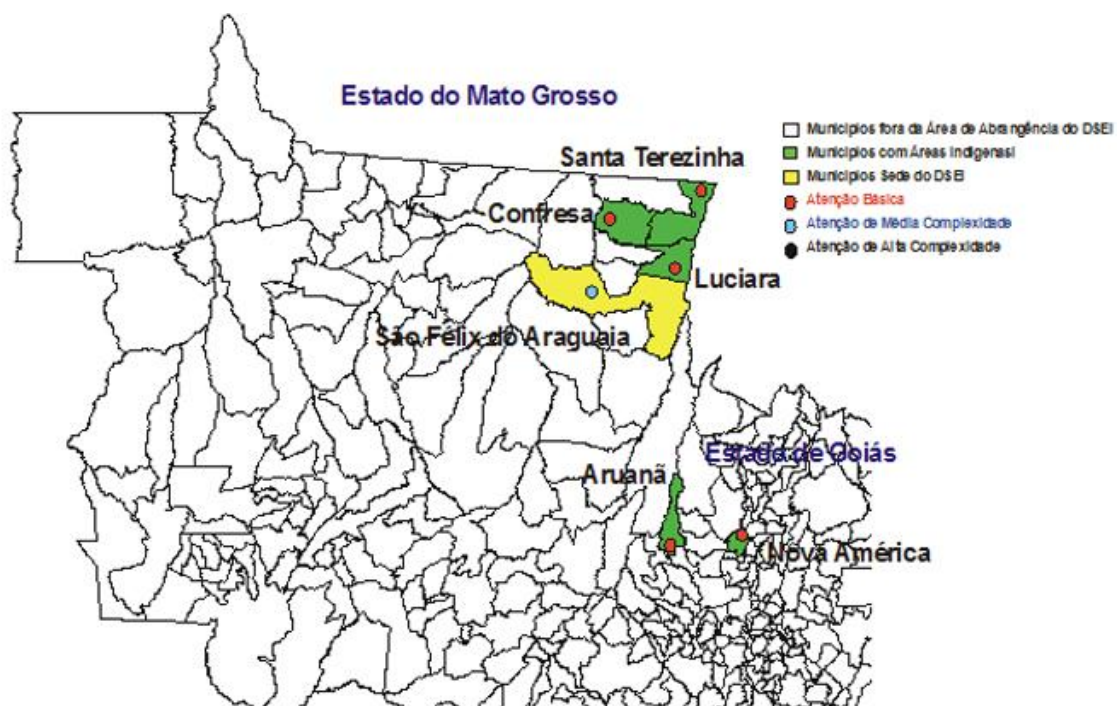 Estado do Mato Grosso
Municípios fora da Área de Abrangência do DSEI
Municípios com Áreas IndígenasI
Municípios Sede do DSEI
Atenção Básica
Atenção de Média Complexidade
Atenção de Alta Complexidade
Santa Terezinha
Confresa
Luciara
São Félix do Araguaia
Estado de Goiás
Aruanã
Nova América